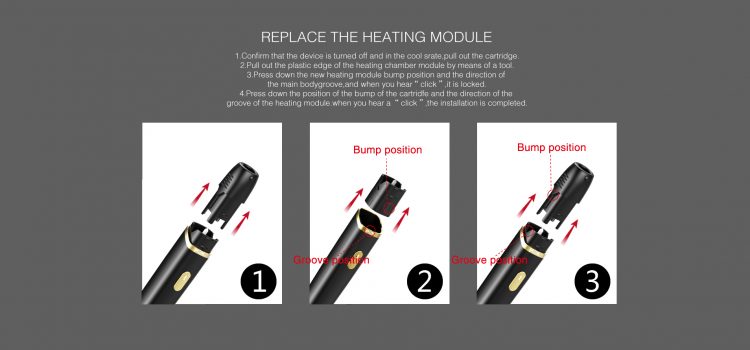 REPLACE THE HEATING MODULE
1.Confirm that the device is turned off and in the cool srate,pull out the cartridge.
2.Pull out the plastic edge of the heating chamber module by means of a tool.
3.Press down the new heating module bump position and the direction of
the main bodygroove,and when you hear“ click ”,it is locked.
4.Press down the position of the bump of the cartridfe and the direction of the
groove of the heating module.when you hear a “ click ”,the installation is completed.
Bump position
Bump position
Groove position
Groove position
1
2
3